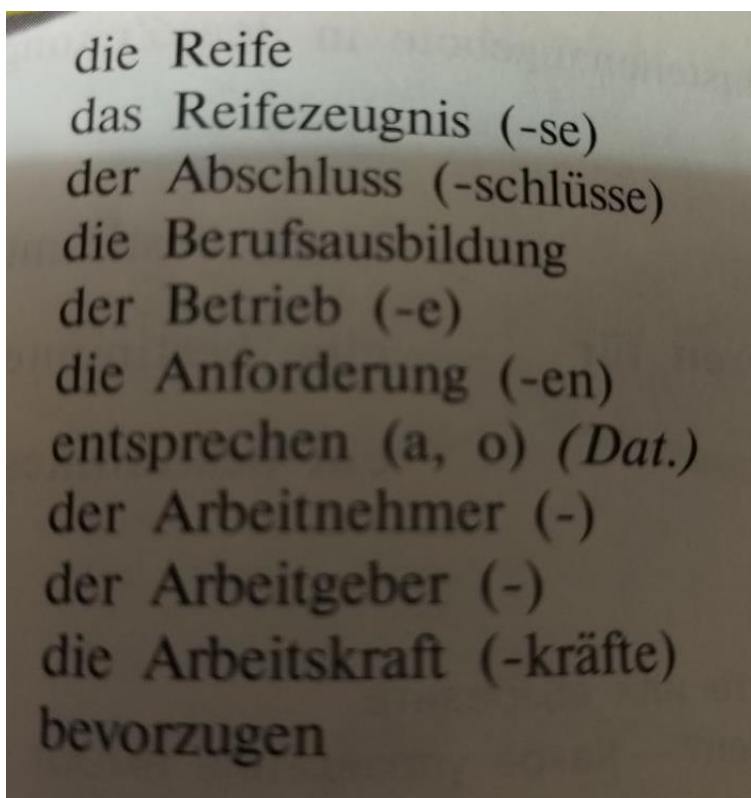 die Reife
das Reifezeugnis (-se)
der Abschluss (-schlüsse)
die Berufsausbildung
der Betrieb (-e)
die Anforderung (-en)
entsprechen (a, o) (Dat.)
der Arbeitnehmer (-)
der Arbeitgeber (-)
die Arbeitskraft (-kräfte)
bevorzugen